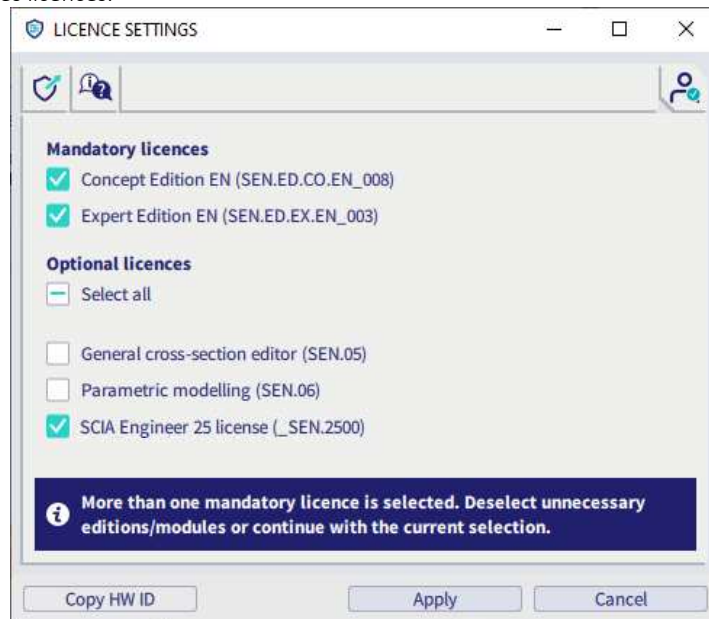 LICENCE SETTINGS
Mandatory licences
Concept Edition EN (SEN.ED.CO.EN_008)
Expert Edition EN (SEN.ED.EX.EN_003)
Optional licences
Select all
General cross-section editor (SEN.05)
Parametric modelling (SEN.06)
SCIA Engineer 25 license (_SEN.2500)
More than one mandatory licence is selected. Deselect unnecessary
editions/modules or continue with the current selection.
Copy HW ID
Apply
Cancel